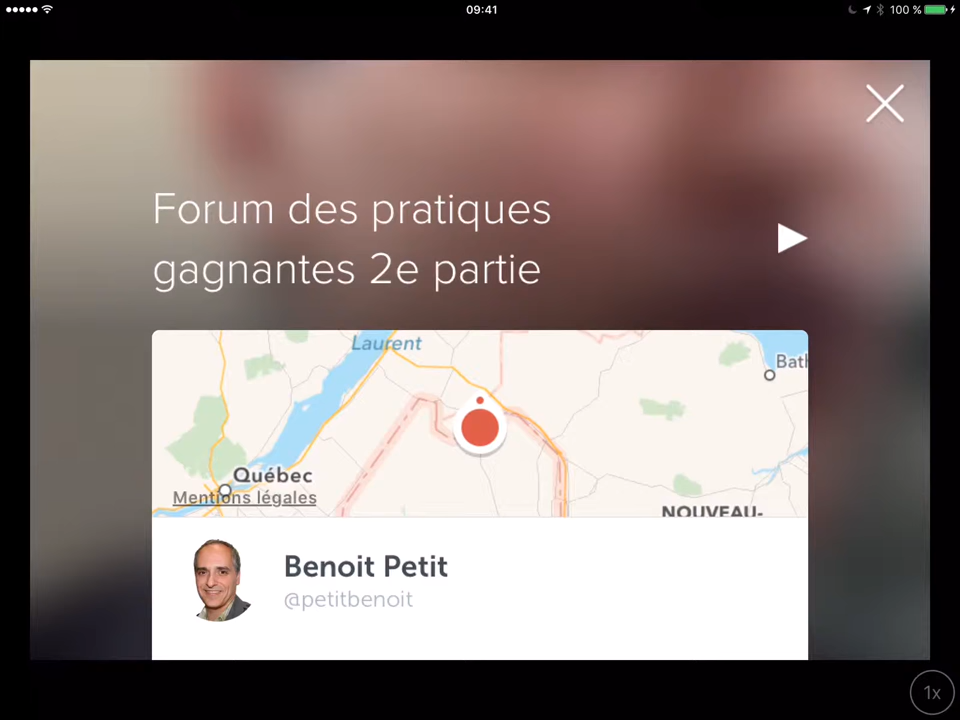 09:41
100 %
Forum des pratiques
gagnantes 2e partie
Laurent
Bath
Québec
Mentions légales
NOUVEAU-
Benoit Petit
@petitbenoit
1x